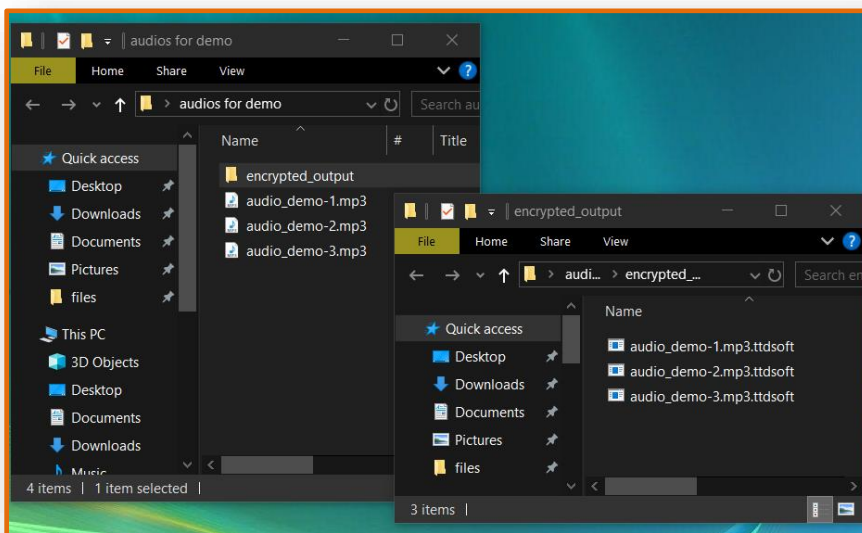 audios for demo
File Home Share View
audios for demo Search au
Name # Title
Quick access
Desktop
Downloads
Documents
Pictures
files
This PC
3D Objects
Desktop
Documents
Downloads
Music
encrypted_output
audio_demo-1.mp3
audio_demo-2.mp3
audio_demo-3.mp3
4 items 1 item selected
encrypted_output
File Home Share View
audi... encrypted_... Search en
Name
Quick access
Desktop
Downloads
Documents
Pictures
files
audio_demo-1.mp3.ttdsoft
audio_demo-2.mp3.ttdsoft
audio_demo-3.mp3.ttdsoft
3 items